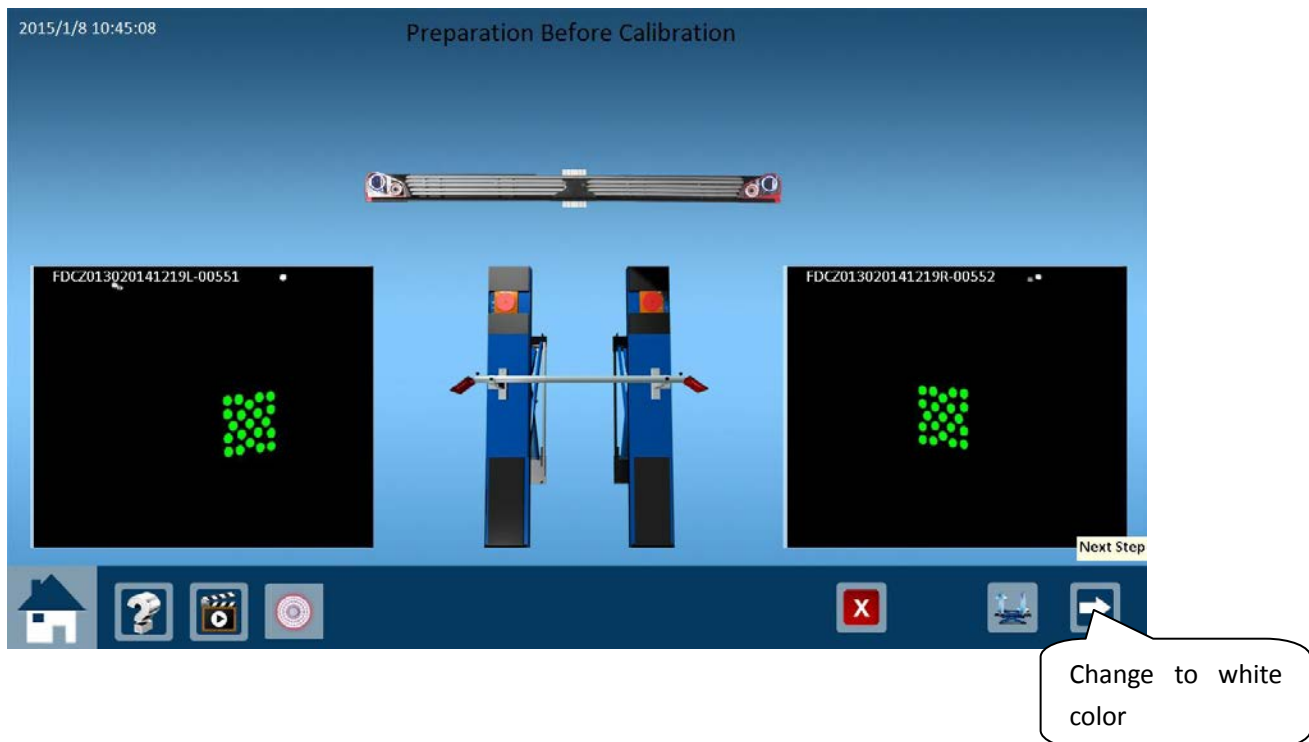 2015/1/8 10:45:08
Preparation Before Calibration
FDCZ013020141219L-00551
FDCZ013020141219R-00552
Next Step
X
Change to white
color